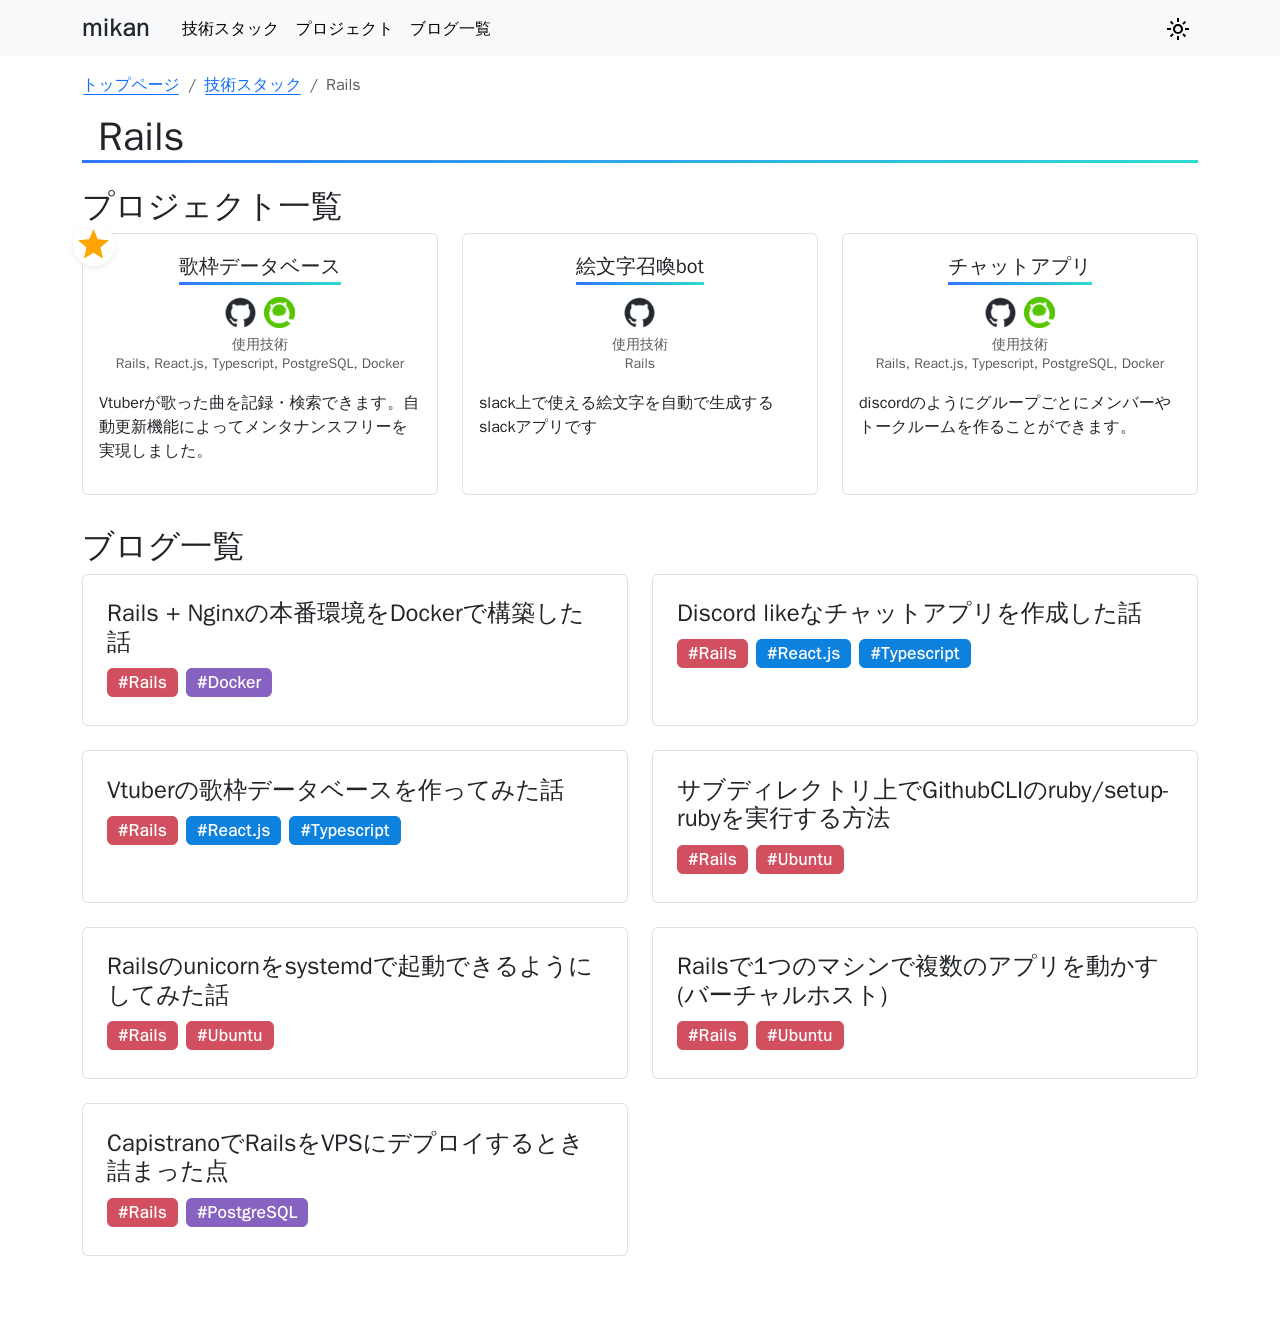 mikan 技術スタック プロジェクト ブログ一覧
トップページ / 技術スタック / Rails
Rails
プロジェクト一覧
歌枠データベース
使用技術
Rails, React.js, Typescript, PostgreSQL, Docker
Vtuberが歌った曲を記録・検索できます。自
動更新機能によってメンタナンスフリーを
実現しました。
絵文字召喚bot
使用技術
Rails
slack上で使える絵文字を自動で生成する
slackアプリです
チャットアプリ
使用技術
Rails, React.js, Typescript, PostgreSQL, Docker
discordのようにグループごとにメンバーや
トークルームを作ることができます。
ブログ一覧
Rails + Nginxの本番環境をDockerで構築した
話
#Rails #Docker
Discord likeなチャットアプリを作成した話
#Rails #React.js #Typescript
Vtuberの歌枠データベースを作ってみた話
#Rails #React.js #Typescript
サブディレクトリ上でGithubCLIのruby/setup-
rubyを実行する方法
#Rails #Ubuntu
Railsのunicornをsystemdで起動できるように
してみた話
#Rails #Ubuntu
Railsで1つのマシンで複数のアプリを動かす
(バーチャルホスト)
#Rails #Ubuntu
CapistranoでRailsをVPSにデプロイするとき
詰まった点
#Rails #PostgreSQL